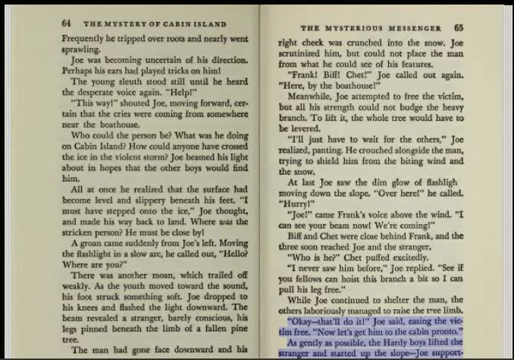 64 THE MYSTERY OF CABIN ISLAND
Frequently he tripped over roots and nearly went
sprawling.
Joe was becoming uncertain of his direction.
Perhaps his ears had played tricks on him!
The young sleuth stood still until he heard
the desperate voice again. "Help!"
"This way!" shouted Joe, moving forward, cer-
tain that the cries were coming from somewhere
near the boathouse.
Who could the person be? What was he doing
on Cabin Island? How could anyone have crossed
the ice in the violent storm? Joe beamed his light
about in hopes that the other boys would find
him.
All at once he realized that the surface had
become level and slippery beneath his feet. "I
must have stepped onto the ice," Joe thought,
and made his way back to land. Where was the
stricken person? He must be close by!
A groan came suddenly from Joe's left. Moving
the flashlight in a slow arc, he called out, "Hello?
Where are you?"
There was another moan, which trailed off
weakly. As the youth moved toward the sound,
his foot struck something soft. Joe dropped to
his knees and flashed the light downward. The
beam revealed a stranger, barely conscious, his
legs pinned beneath the limb of a fallen pine
tree.
The man had gone face downward and his
THE MYSTERIOUS MESSENGER 65
right cheek was crunched into the snow. Joe
scrutinized him, but could not place the man
from what he could see of his features.
"Frank! Biff! Chet!" Joe called out again.
"Here, by the boathouse!"
Meanwhile, Joe attempted to free the victim,
but all his strength could not budge the heavy
branch. To lift it, the whole tree would have to
be levered.
"I'll just have to wait for the others," Joe
realized, panting. He crouched alongside the man,
trying to shield him from the biting wind and
the snow.
At last Joe saw the dim glow of flashligh
moving down the slope. "Over here!" he called.
"Hurry!"
"Joe!" came Frank's voice above the wind. "I
can see your beam now! We're coming!"
Biff and Chet were close behind Frank, and the
three soon reached Joe and the stranger.
"Who is he?" Chet puffed excitedly.
"I never saw him before," Joe replied. "See if
you fellows can hoist this branch a bit so I can
pull his leg free."
While Joe continued to shelter the man, the
others laboriously managed to raise the tree limb.
"Okay—that'll do it!" Joe said, easing the vic-
tim free. "Now let's get him to the cabin pronto."
As gently as possible, the Hardy boys lifted the
stranger and started up the slope—Joe support-